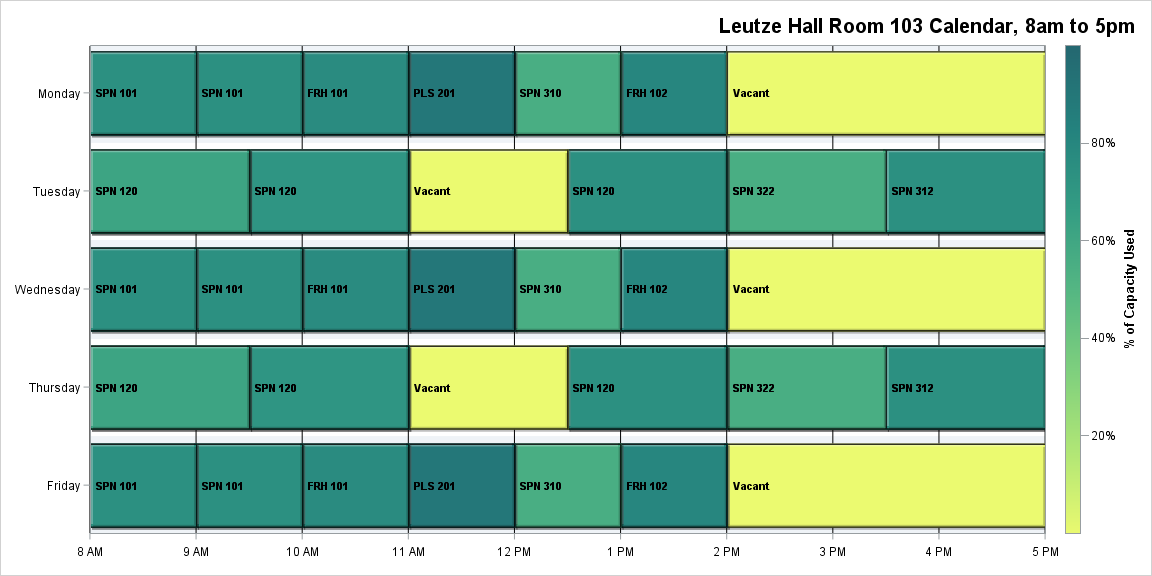 Leutze Hall Room 103 Calendar, 8am to 5pm
Monday
SPN 101
SPN 101
FRH 101
PLS 201
SPN 310
FRH 102
Vacant
Tuesday
SPN 120
SPN 120
Vacant
SPN 120
SPN 322
SPN 312
Wednesday
SPN 101
SPN 101
FRH 101
PLS 201
SPN 310
FRH 102
Vacant
Thursday
SPN 120
SPN 120
Vacant
SPN 120
SPN 322
SPN 312
Friday
SPN 101
SPN 101
FRH 101
PLS 201
SPN 310
FRH 102
Vacant
8 AM
9 AM
10 AM
11 AM
12 PM
1 PM
2 PM
3 PM
4 PM
5 PM
80%
60%
40%
20%
% of Capacity Used